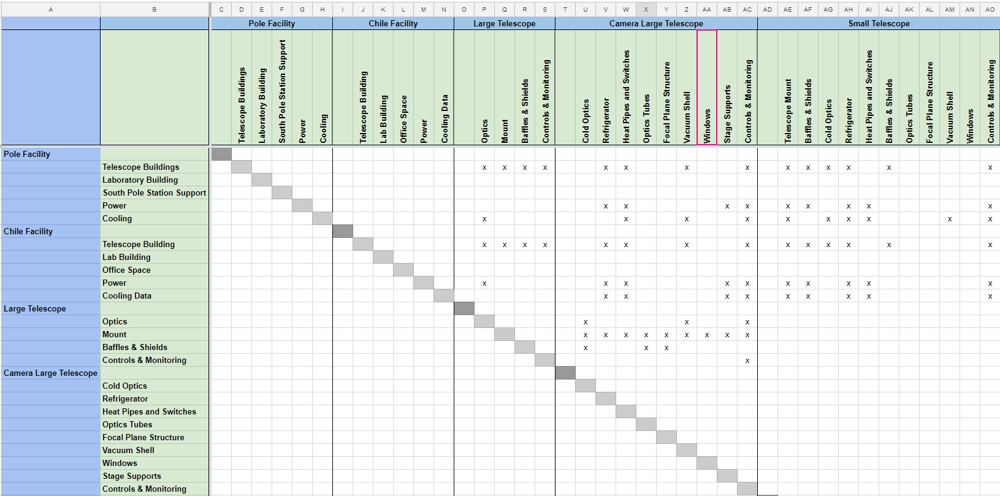 A B C D E F G H I J K L M N O P Q R S T U V W X Y Z AA AB AC AD AE AF AG AH AI AJ AK AL AM AN AO
Pole Facility Chile Facility Large Telescope Camera Large Telescope Small Telescope
Telescope Buildings
Laboratory Building
South Pole Station Support
Power
Cooling
Telescope Building
Lab Building
Office Space
Power
Cooling Data
Optics
Mount
Baffles & Shields
Controls & Monitoring
Cold Optics
Refrigerator
Heat Pipes and Switches
Optics Tubes
Focal Plane Structure
Vacuum Shell
Windows
Stage Supports
Controls & Monitoring
Telescope Mount
Baffles & Shields
Cold Optics
Refrigerator
Heat Pipes and Switches
Baffles & Shields
Optics Tubes
Focal Plane Structure
Vacuum Shell
Windows
Controls & Monitoring
Pole Facility
Telescope Buildings x x x x x x x x x x x x x x
Laboratory Building
South Pole Station Support
Power x x x x x x x x x
Cooling x x x x x x x x x x
Chile Facility
Telescope Building x x x x x x x x x x x x x x
Lab Building
Office Space
Power x x x x x x x x x x
Cooling Data x x x x x x x x x
Large Telescope
Optics x x x
Mount x x x x x x x x x
Baffles & Shields x x x
Controls & Monitoring x
Camera Large Telescope
Cold Optics
Refrigerator
Heat Pipes and Switches
Optics Tubes
Focal Plane Structure
Vacuum Shell
Windows
Stage Supports
Controls & Monitoring